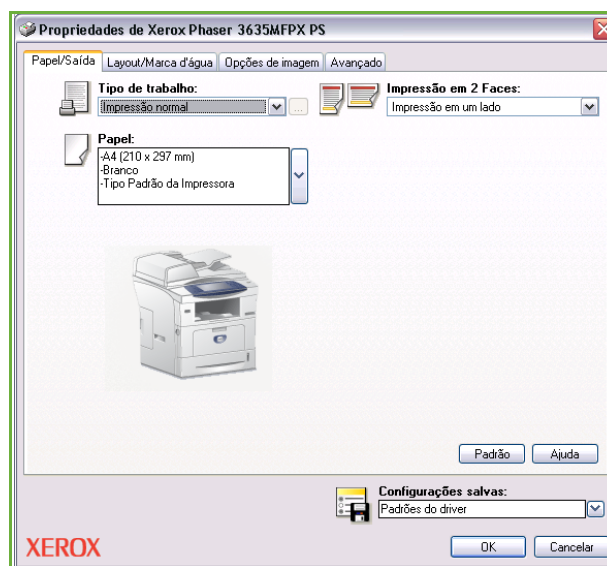 Propriedades de Xerox Phaser 3635MFPX PS
Papel/Saída Layout/Marca d'água Opções de imagem Avançado
Tipo de trabalho:
Impressão normal
...
Impressão em 2 Faces:
Impressão em um lado
Papel:
-A4 (210 x 297 mm)
-Branco
-Tipo Padrão da Impressora
Padrão Ajuda
Configurações salvas:
Padrões do driver
XEROX
OK Cancelar